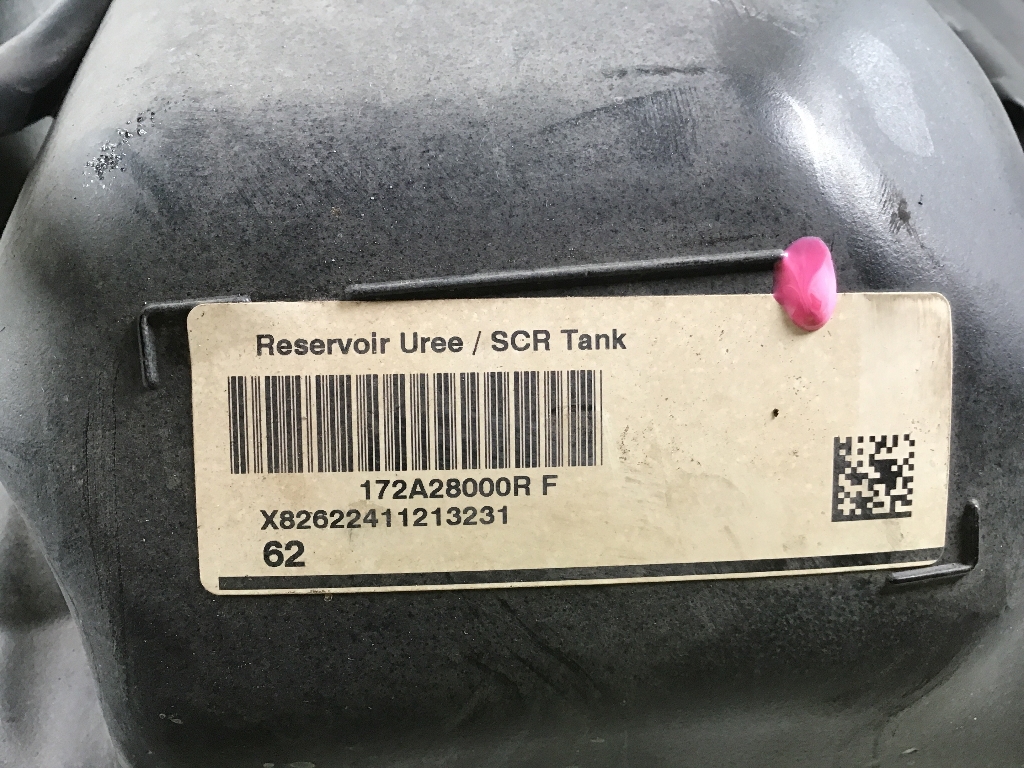 Reservoir Uree / SCR Tank
172A28000R F
X82622411213231
62